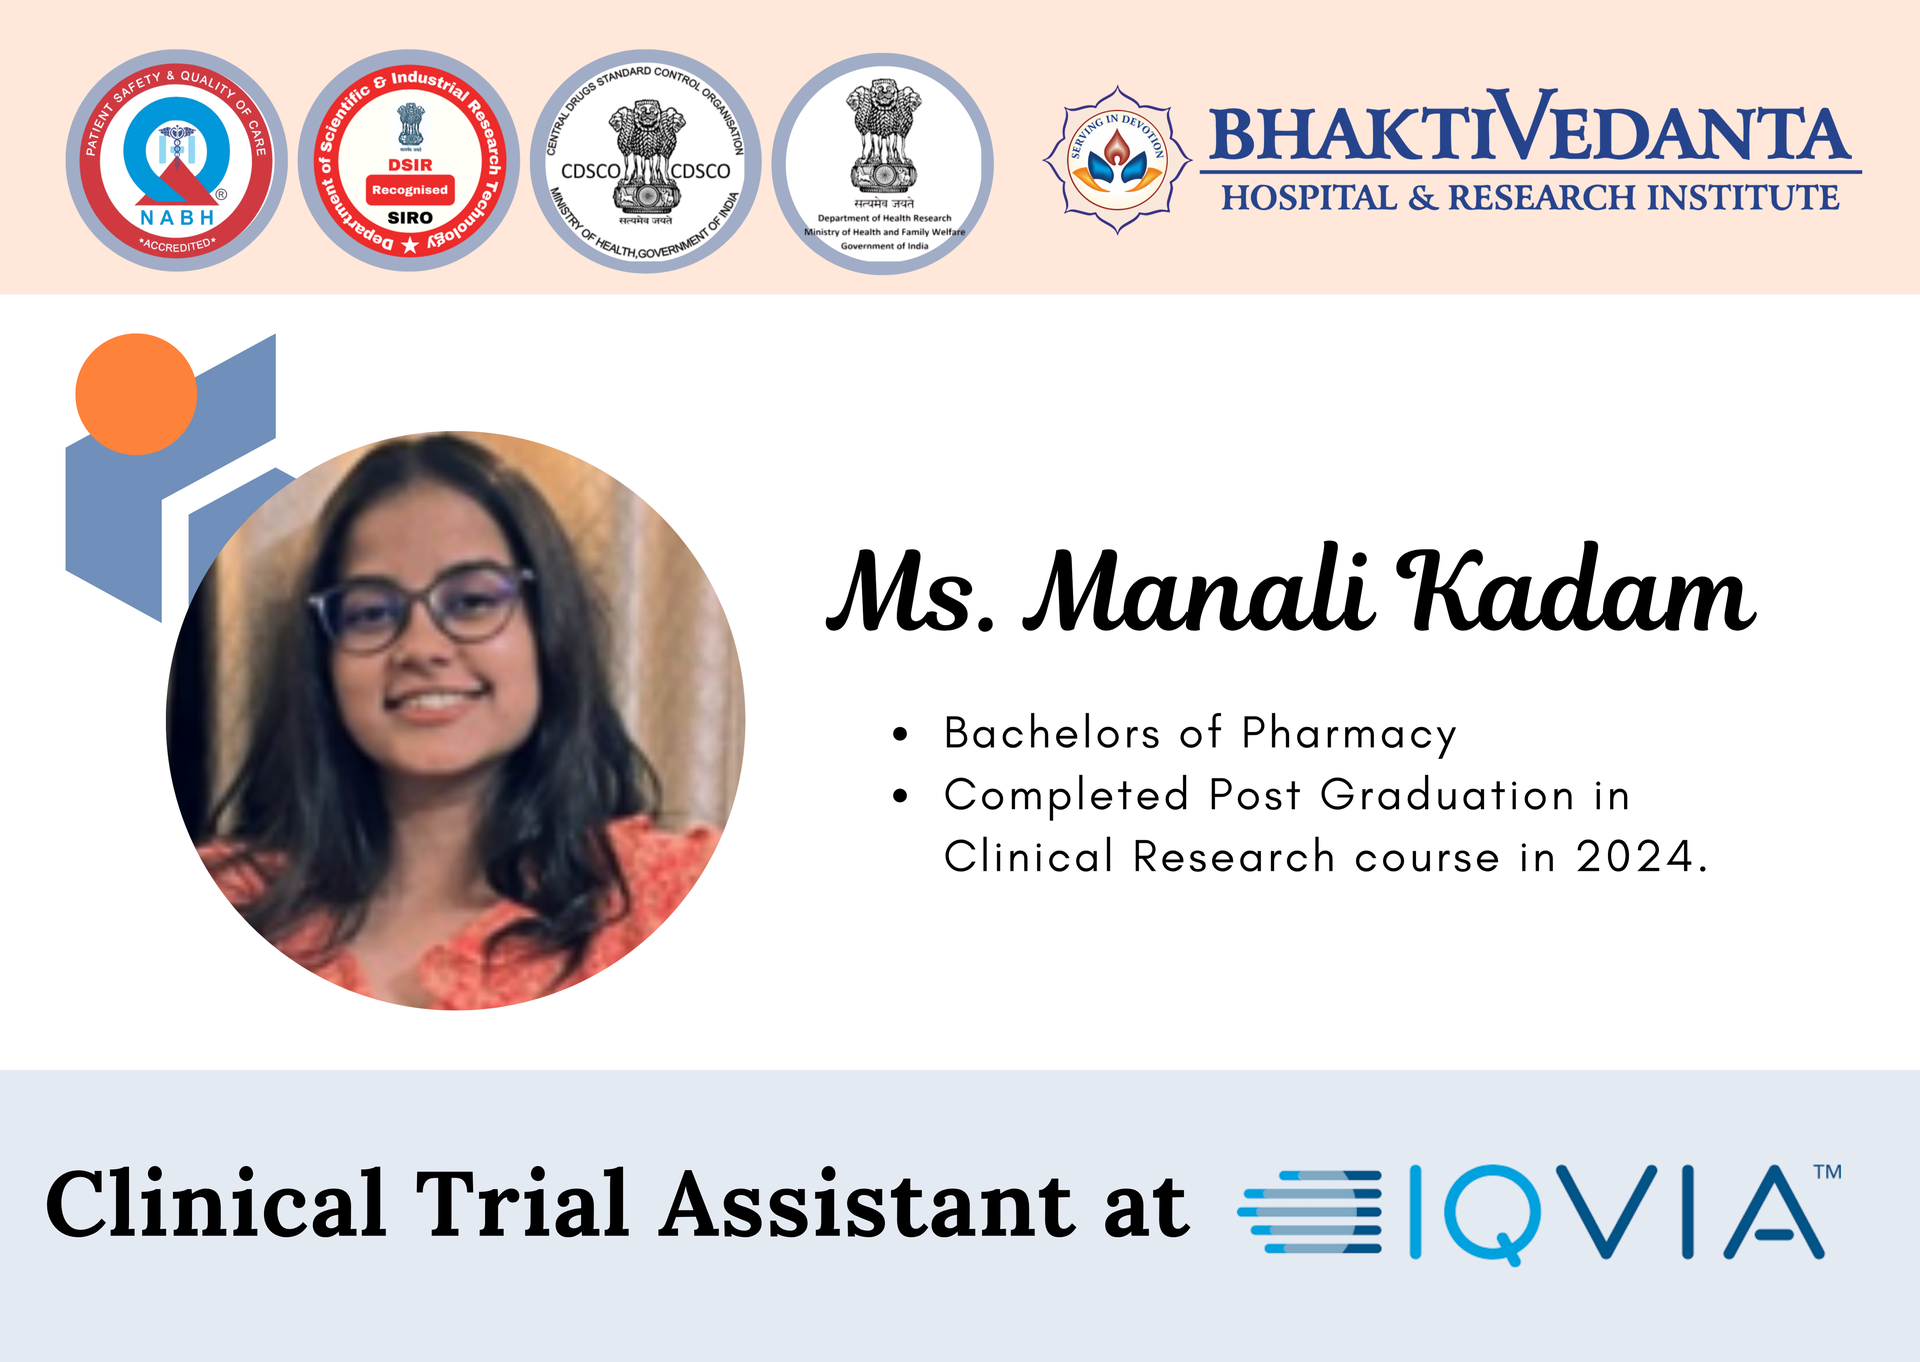 PATIENT SAFETY & QUALITY OF CARE
®
NABH
*ACCREDITED*
Department of Scientific & Industrial Research Technology
DSIR
Recognised
SIRO
CENTRAL DRUGS STANDARD CONTROL ORGANISATION
CDSCO CDSCO
सत्यमेव जयते
MINISTRY OF HEALTH,GOVERNMENT OF INDIA
सत्यमेव जयते
Department of Health Research
Ministry of Health and Family Welfare
Government of India
SERVING IN DEVOTION
BHAKTIVEDANTA
HOSPITAL & RESEARCH INSTITUTE
Ms. Manali Kadam
• Bachelors of Pharmacy
• Completed Post Graduation in
Clinical Research course in 2024.
Clinical Trial Assistant at IQVIA™